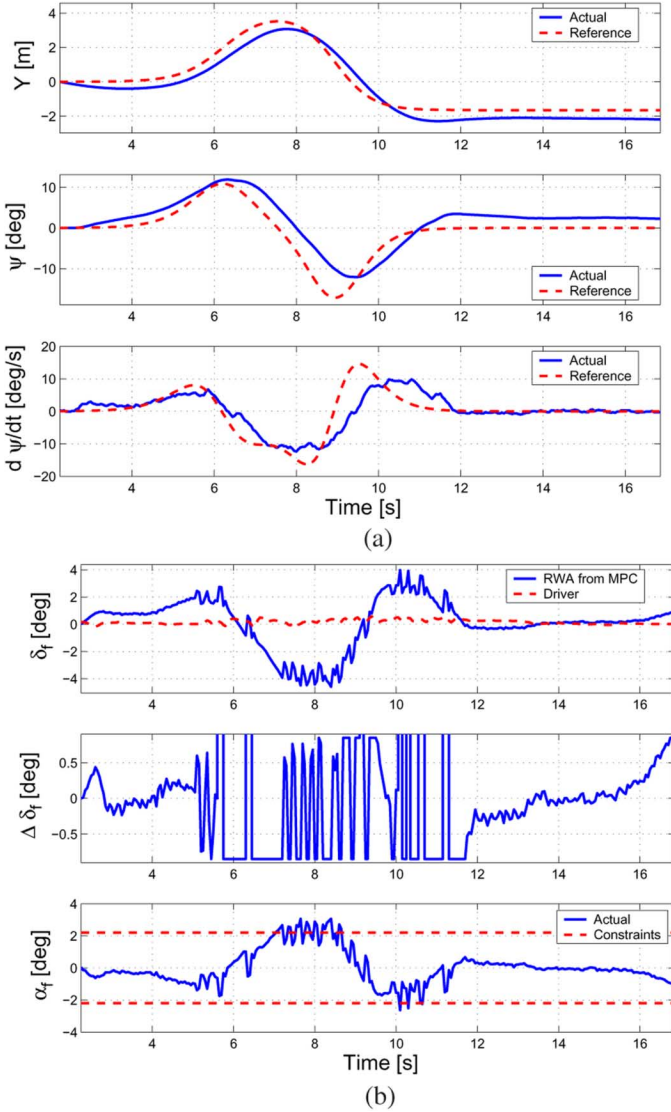 4
2
0
−2
Y [m]
Actual
Reference
4 6 8 10 12 14 16
10
0
−10
ψ [deg]
Actual
Reference
4 6 8 10 12 14 16
20
10
0
−10
−20
d ψ/dt [deg/s]
Actual
Reference
4 6 8 10 12 14 16
Time [s]
(a)
4
2
0
−2
−4
δf [deg]
RWA from MPC
Driver
4 6 8 10 12 14 16
0.5
0
−0.5
Δ δf [deg]
4 6 8 10 12 14 16
4
2
0
−2
−4
αf [deg]
Actual
Constraints
4 6 8 10 12 14 16
Time [s]
(b)